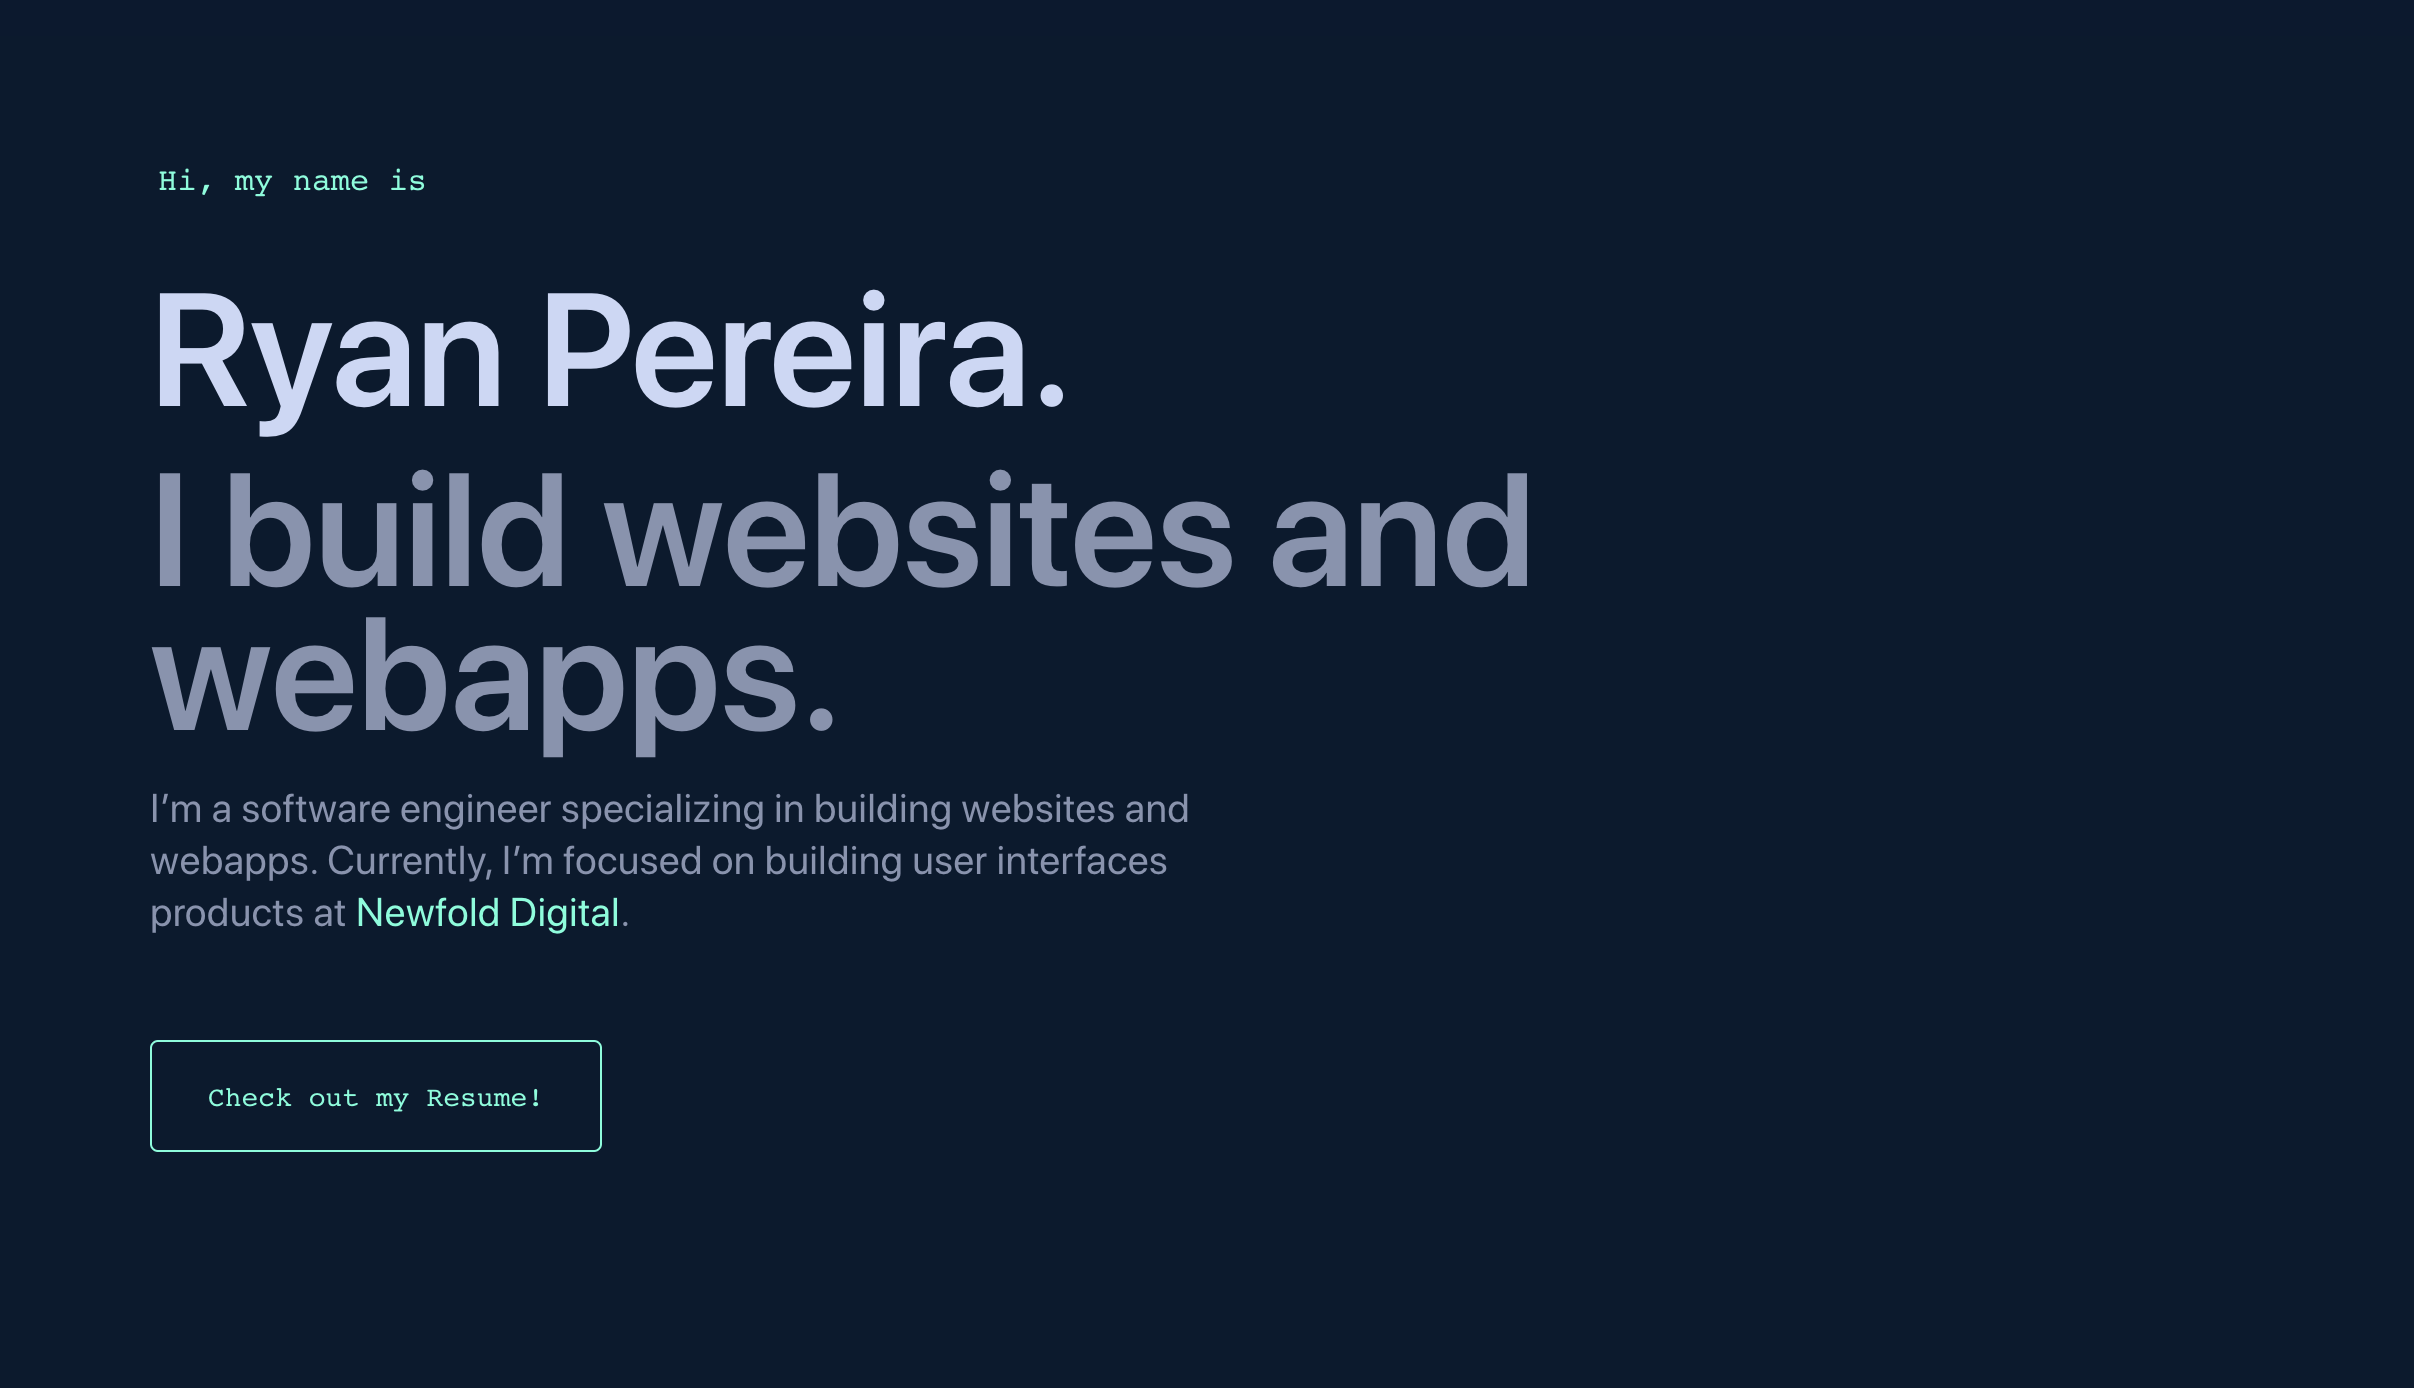 Hi, my name is
Ryan Pereira.
I build websites and
webapps.
I’m a software engineer specializing in building websites and
webapps. Currently, I’m focused on building user interfaces
products at Newfold Digital.
Check out my Resume!